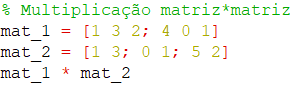 % Multiplicação matriz*matriz
mat_1 = [1 3 2; 4 0 1]
mat_2 = [1 3; 0 1; 5 2]
mat_1 * mat_2